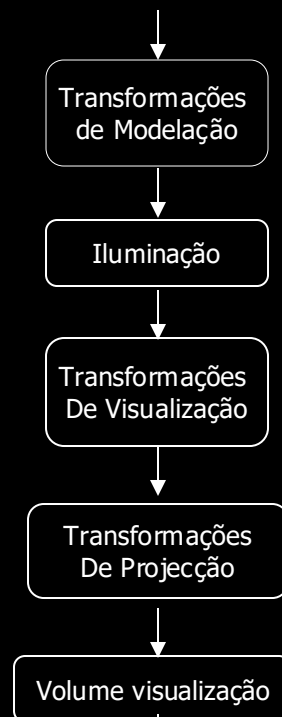 Transformações
de Modelação
Iluminação
Transformações
De Visualização
Transformações
De Projecção
Volume visualização